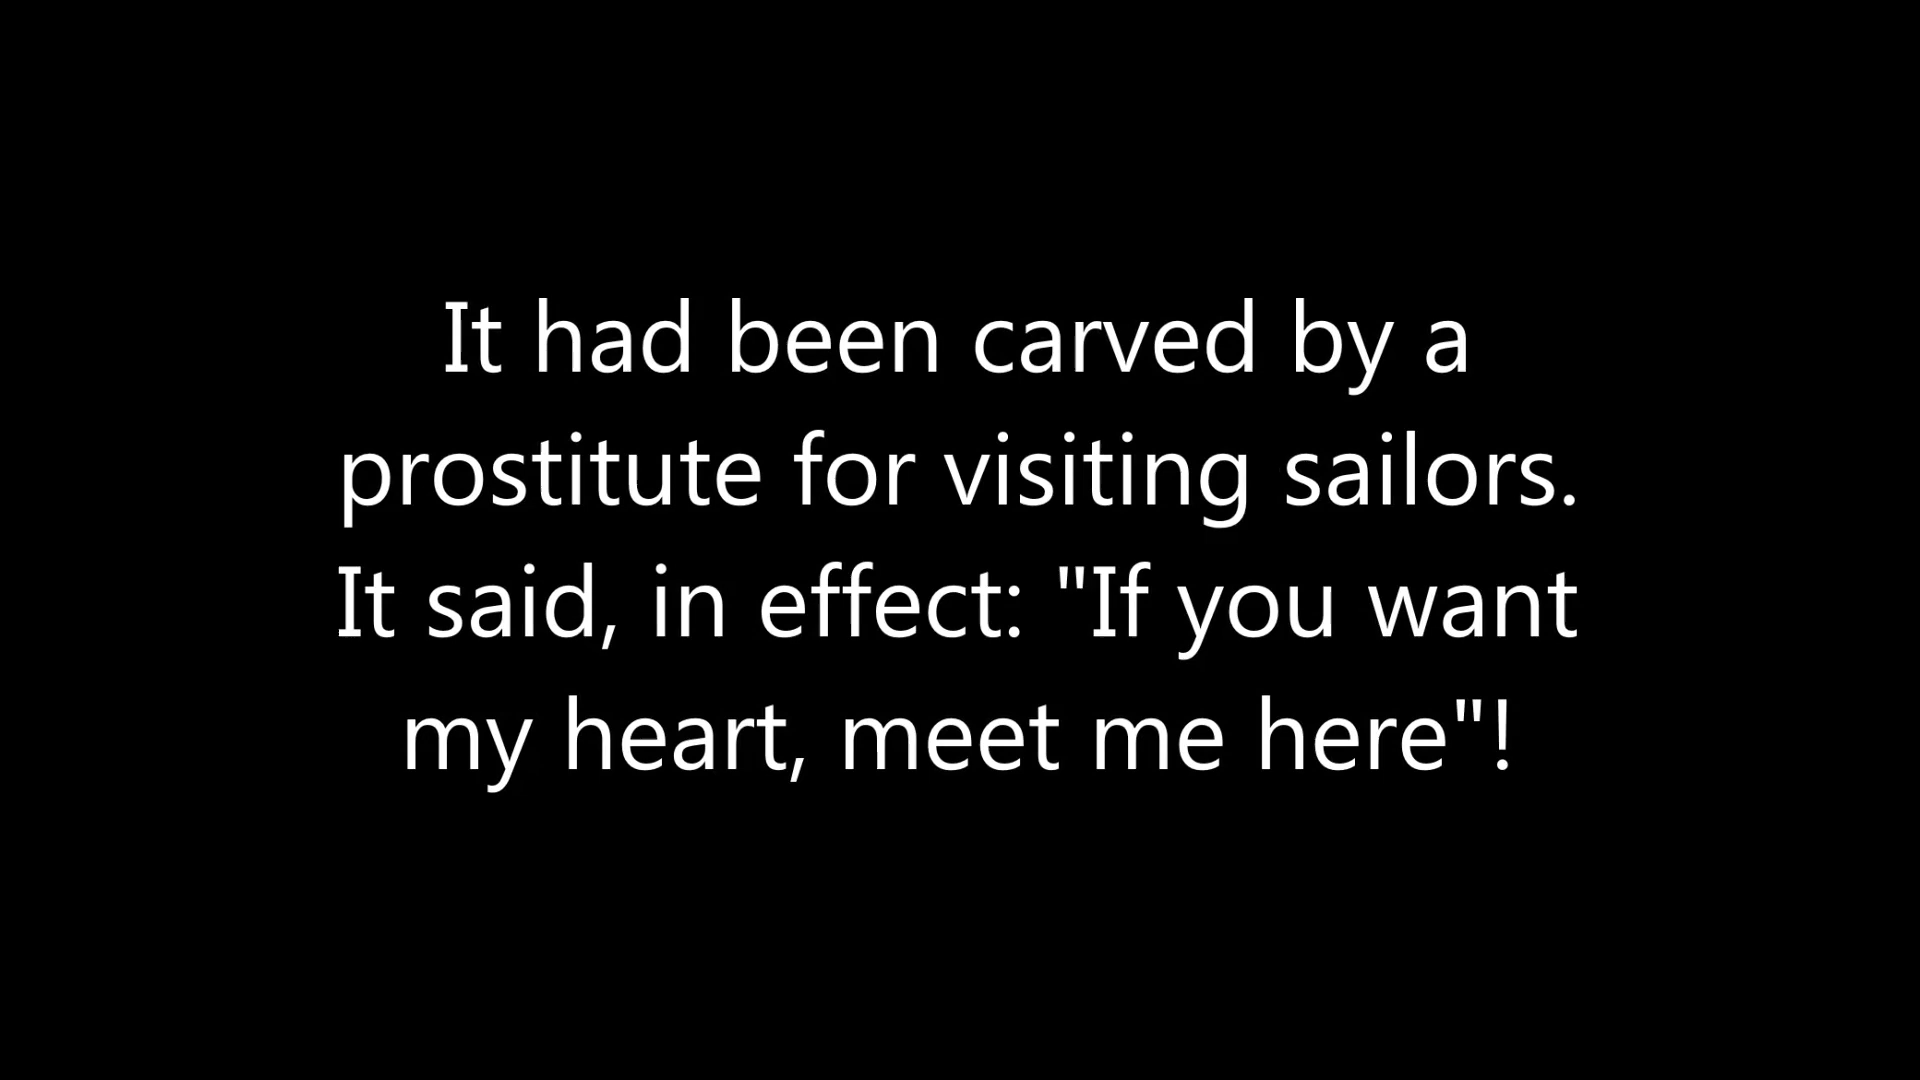 It had been carved by a
prostitute for visiting sailors.
It said, in effect: "If you want
my heart, meet me here"!